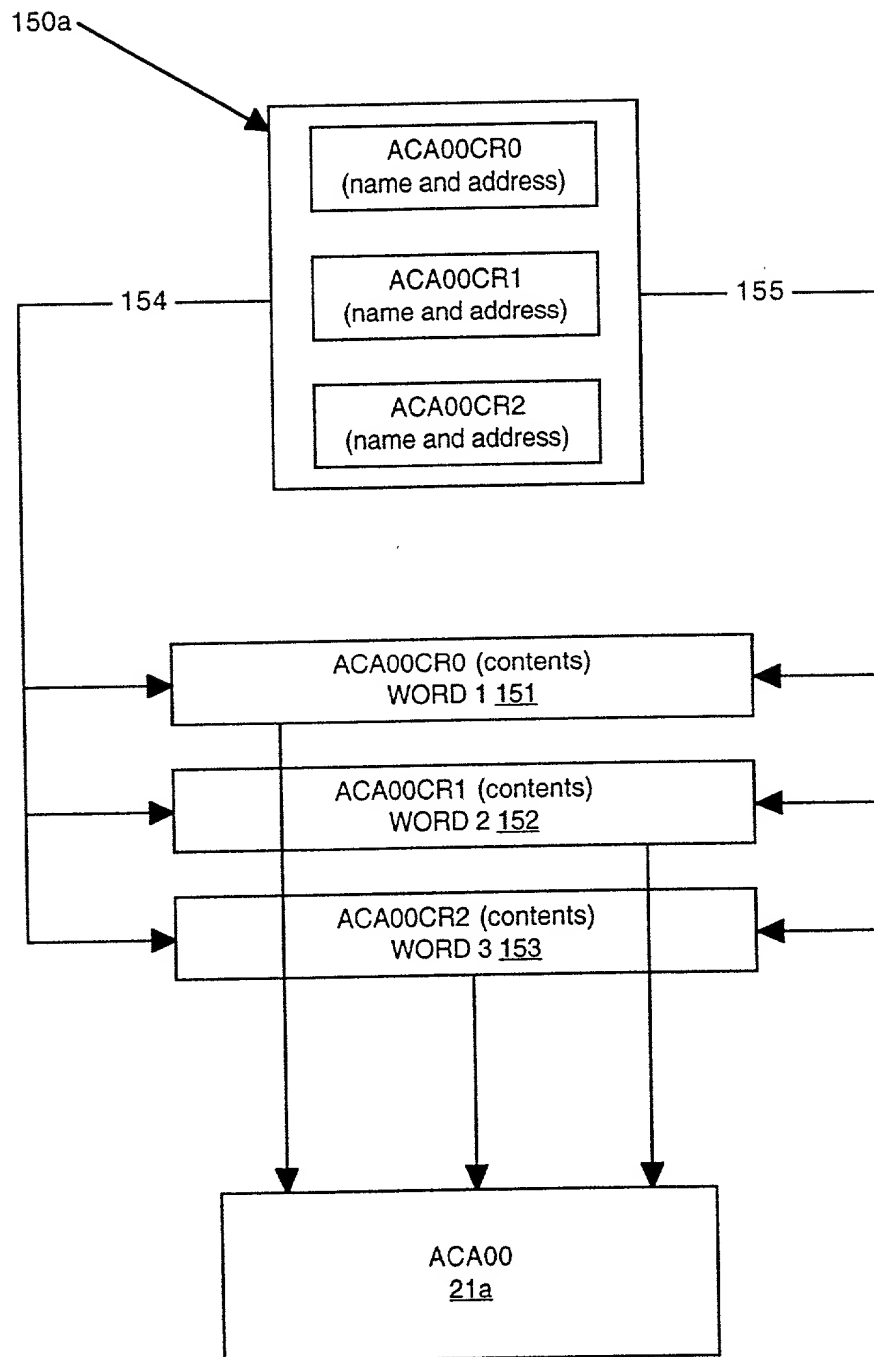 150a
ACA00CR0
(name and address)
ACA00CR1
(name and address)
154
155
ACA00CR2
(name and address)
ACA00CR0 (contents)
WORD 1 151
ACA00CR1 (contents)
WORD 2 152
ACA00CR2 (contents)
WORD 3 153
ACA00
21a